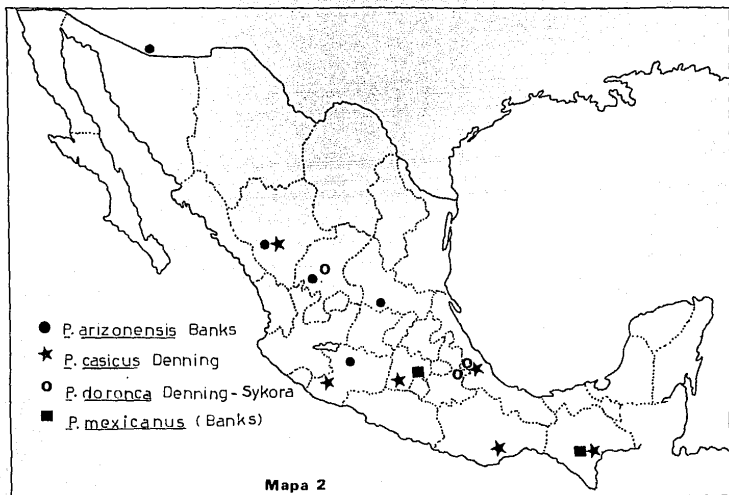 P. arizonensis Banks
P. casicus Denning
P. doronca Denning-Sykora
P. mexicanus (Banks)
Mapa 2